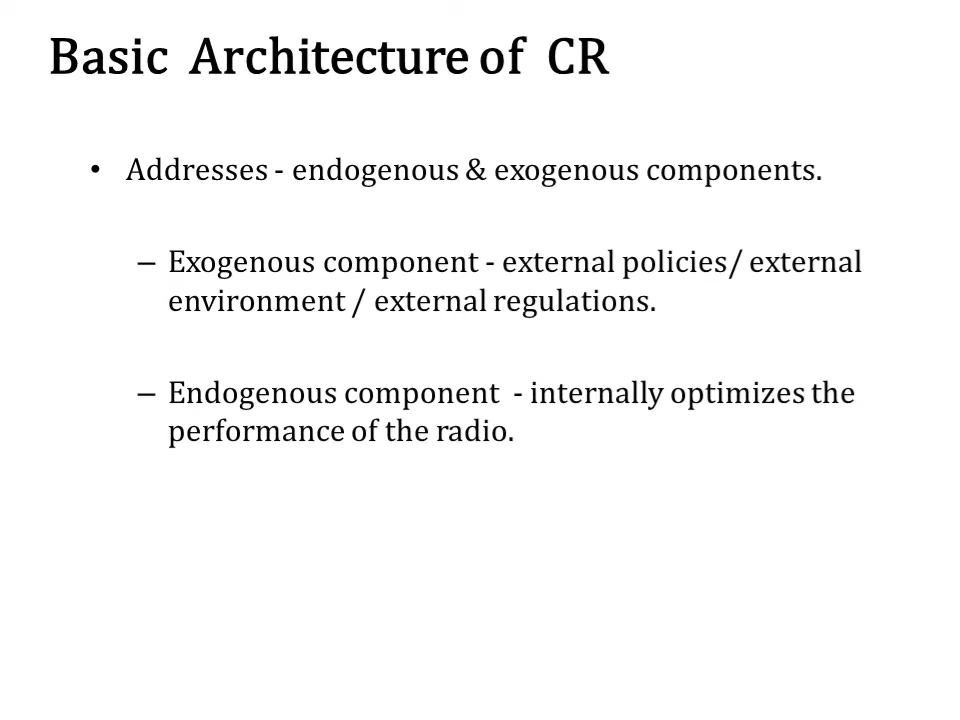 Basic Architecture of CR
• Addresses - endogenous & exogenous components.
– Exogenous component - external policies/ external
environment / external regulations.
– Endogenous component - internally optimizes the
performance of the radio.